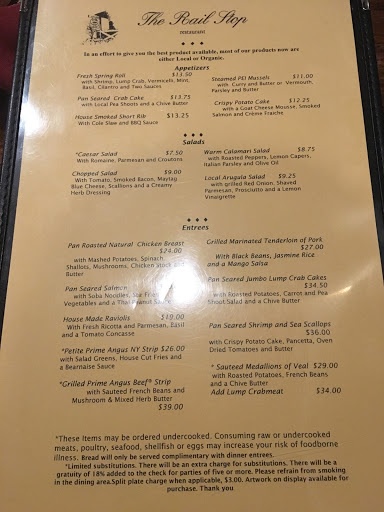 The Rail Stop
restaurant
In an effort to give you the best product available, most of our products now are
either Local or Organic.
Appetizers
Fresh Spring Roll $13.50
with Shrimp, Lump Crab, Vermicelli, Mint,
Basil, Cilantro and Two Sauces
Pan Seared Crab Cake $13.75
with Local Pea Shoots and a Chive Butter
House Smoked Short Rib $13.25
With Cole Slaw and BBQ Sauce
Steamed PEI Mussels $11.00
with Curry and Butter or Vermouth,
Parsley and Butter
Crispy Potato Cake $12.25
with a Goat Cheese Mousse, Smoked
Salmon and Crème Fraiche
Salads
*Caesar Salad $7.50
With Romaine, Parmesan and Croutons
Chopped Salad $9.00
With Tomato, Smoked Bacon, Maytag
Blue Cheese, Scallions and a Creamy
Herb Dressing
Warm Calamari Salad $8.75
with Roasted Peppers, Lemon Capers,
Italian Parsley and Olive Oil
Local Arugula Salad $9.25
with grilled Red Onion, Shaved
Parmesan, Prosciutto and a Lemon
Vinaigrette
Entrees
Pan Roasted Natural Chicken Breast
$24.00
with Mashed Potatoes, Spinach,
Shallots, Mushrooms, Chicken Stock
Butter
Pan Seared Salmon
with Soba Noodles, Stir Fried
Vegetables and a Thai Peanut Sauce
House Made Raviolis $19.00
With Fresh Ricotta and Parmesan, Basil
and a Tomato Concasse
*Petite Prime Angus NY Strip $26.00
with Salad Greens, House Cut Fries and
a Bearnaise Sauce
*Grilled Prime Angus Beef® Strip
with Sauteed French Beans and
Mushroom & Mixed Herb Butter
$39.00
Grilled Marinated Tenderloin of Pork
$27.00
With Black Beans, Jasmine Rice
and a Mango Salsa
Pan Seared Jumbo Lump Crab Cakes
$34.50
with Roasted Potatoes, Carrot and Pea
Shoot Salad and a Chive Butter
Pan Seared Shrimp and Sea Scallops
$36.00
with Crispy Potato Cake, Pancetta, Oven
Dried Tomatoes and Butter
* Sauteed Medallions of Veal $29.00
with Roasted Potatoes, French Beans
and a Chive Butter
Add Lump Crabmeat $34.00
*These items may be ordered undercooked. Consuming raw or undercooked
meats, poultry, seafood, shellfish or eggs may increase your risk of foodborne
illness. Bread will only be served complimentary with dinner entrees.
*Limited substitutions. There will be an extra charge for substitutions. There will be a
gratuity of 18% added to the check for parties of five or more. Please refrain from smoking
in the dining area.Split plate charge when applicable, $3.00. Artwork on display available for
purchase. Thank you